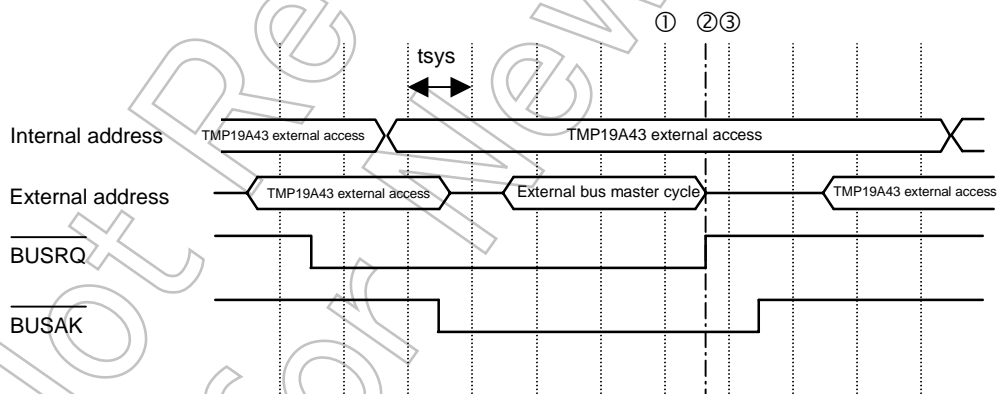 ① ②③
tsys
Internal address
TMP19A43 external access
TMP19A43 external access
External address
TMP19A43 external access
External bus master cycle
TMP19A43 external access
BUSRQ
BUSAK